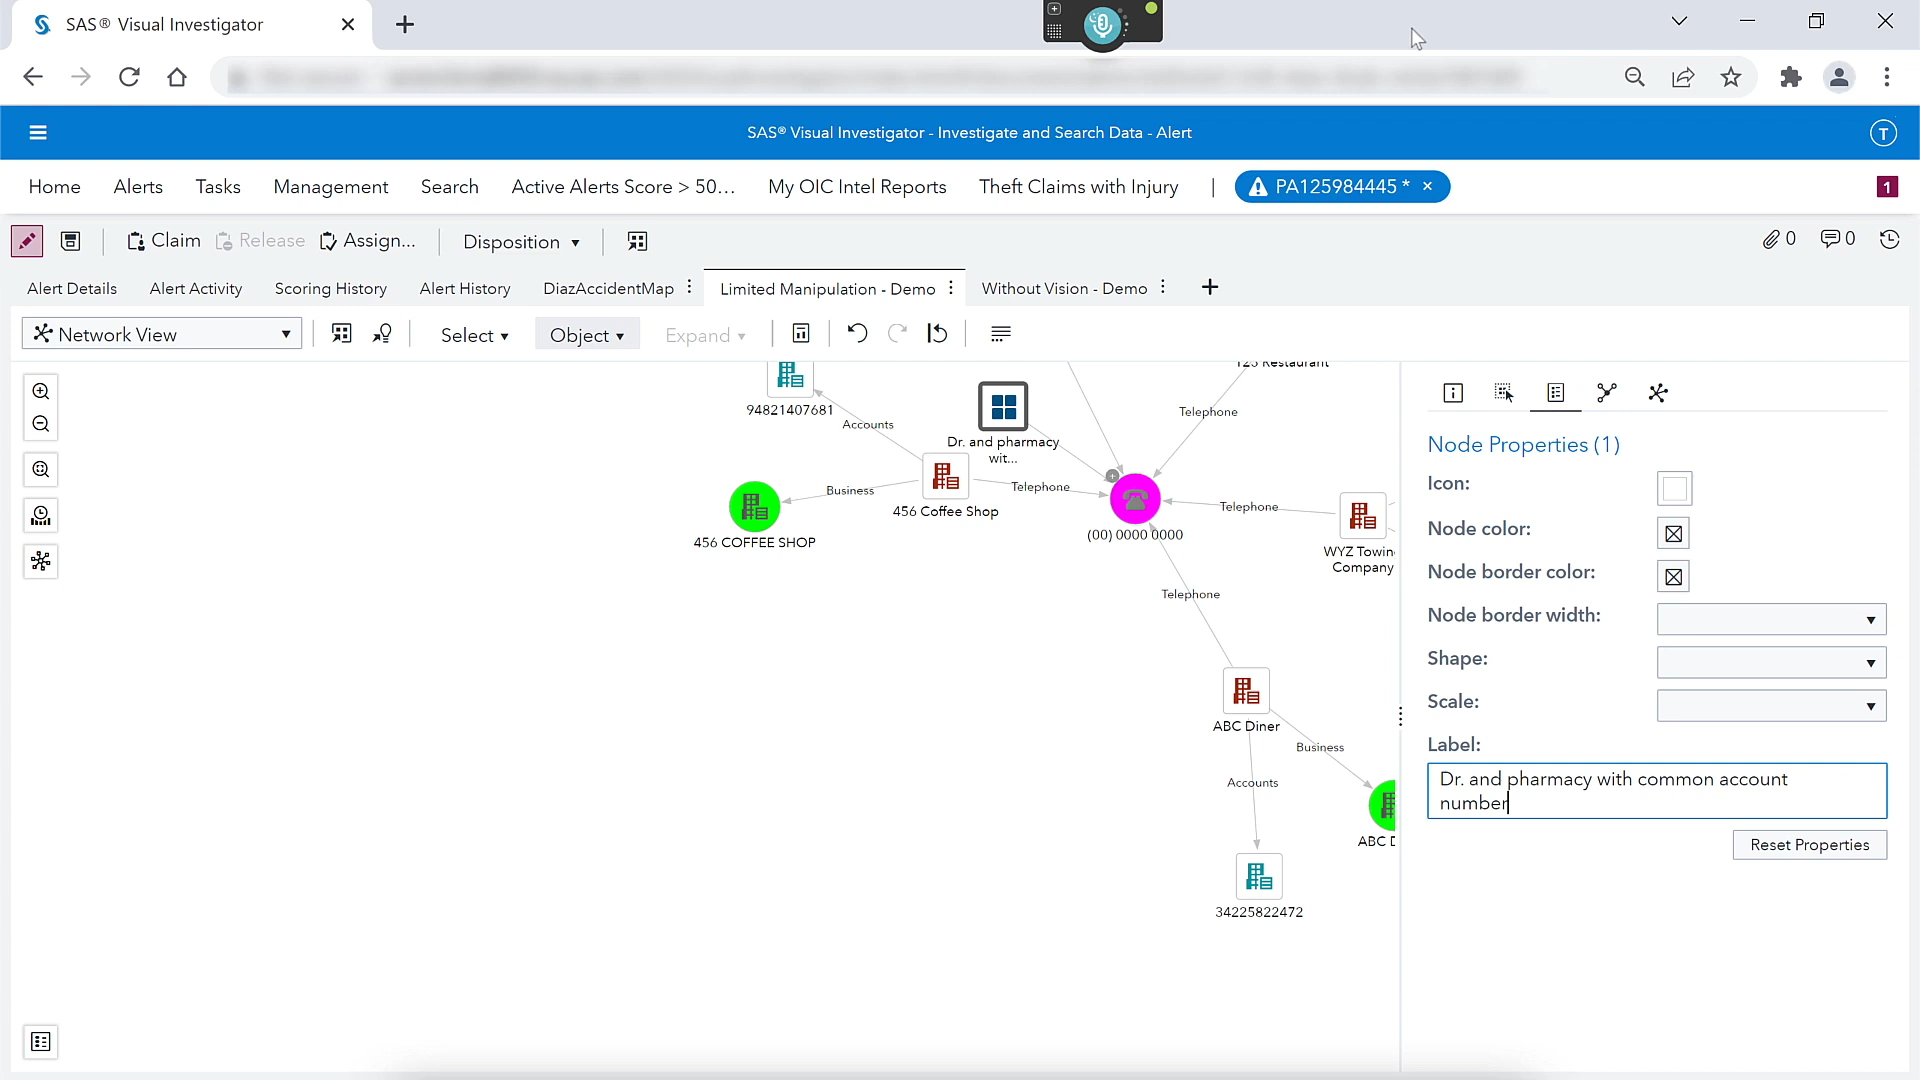 SAS® Visual Investigator
SAS® Visual Investigator - Investigate and Search Data - Alert
T
Home Alerts Tasks Management Search Active Alerts Score > 50... My OIC Intel Reports Theft Claims with Injury | PA125984445 * × 1
Claim Release Assign... Disposition 0 0
Alert Details Alert Activity Scoring History Alert History DiazAccidentMap Limited Manipulation - Demo Without Vision - Demo
Network View Select Object Expand
123 Restaurant
94821407681
Accounts
Telephone
Dr. and pharmacy
wit...
Business
Telephone
Telephone
456 Coffee Shop
456 COFFEE SHOP
(00) 0000 0000
WYZ Towin
Company
Telephone
ABC Diner
Business
Accounts
ABC D
34225822472
Node Properties (1)
Icon:
Node color:
Node border color:
Node border width:
Shape:
Scale:
Label:
Dr. and pharmacy with common account
number
Reset Properties